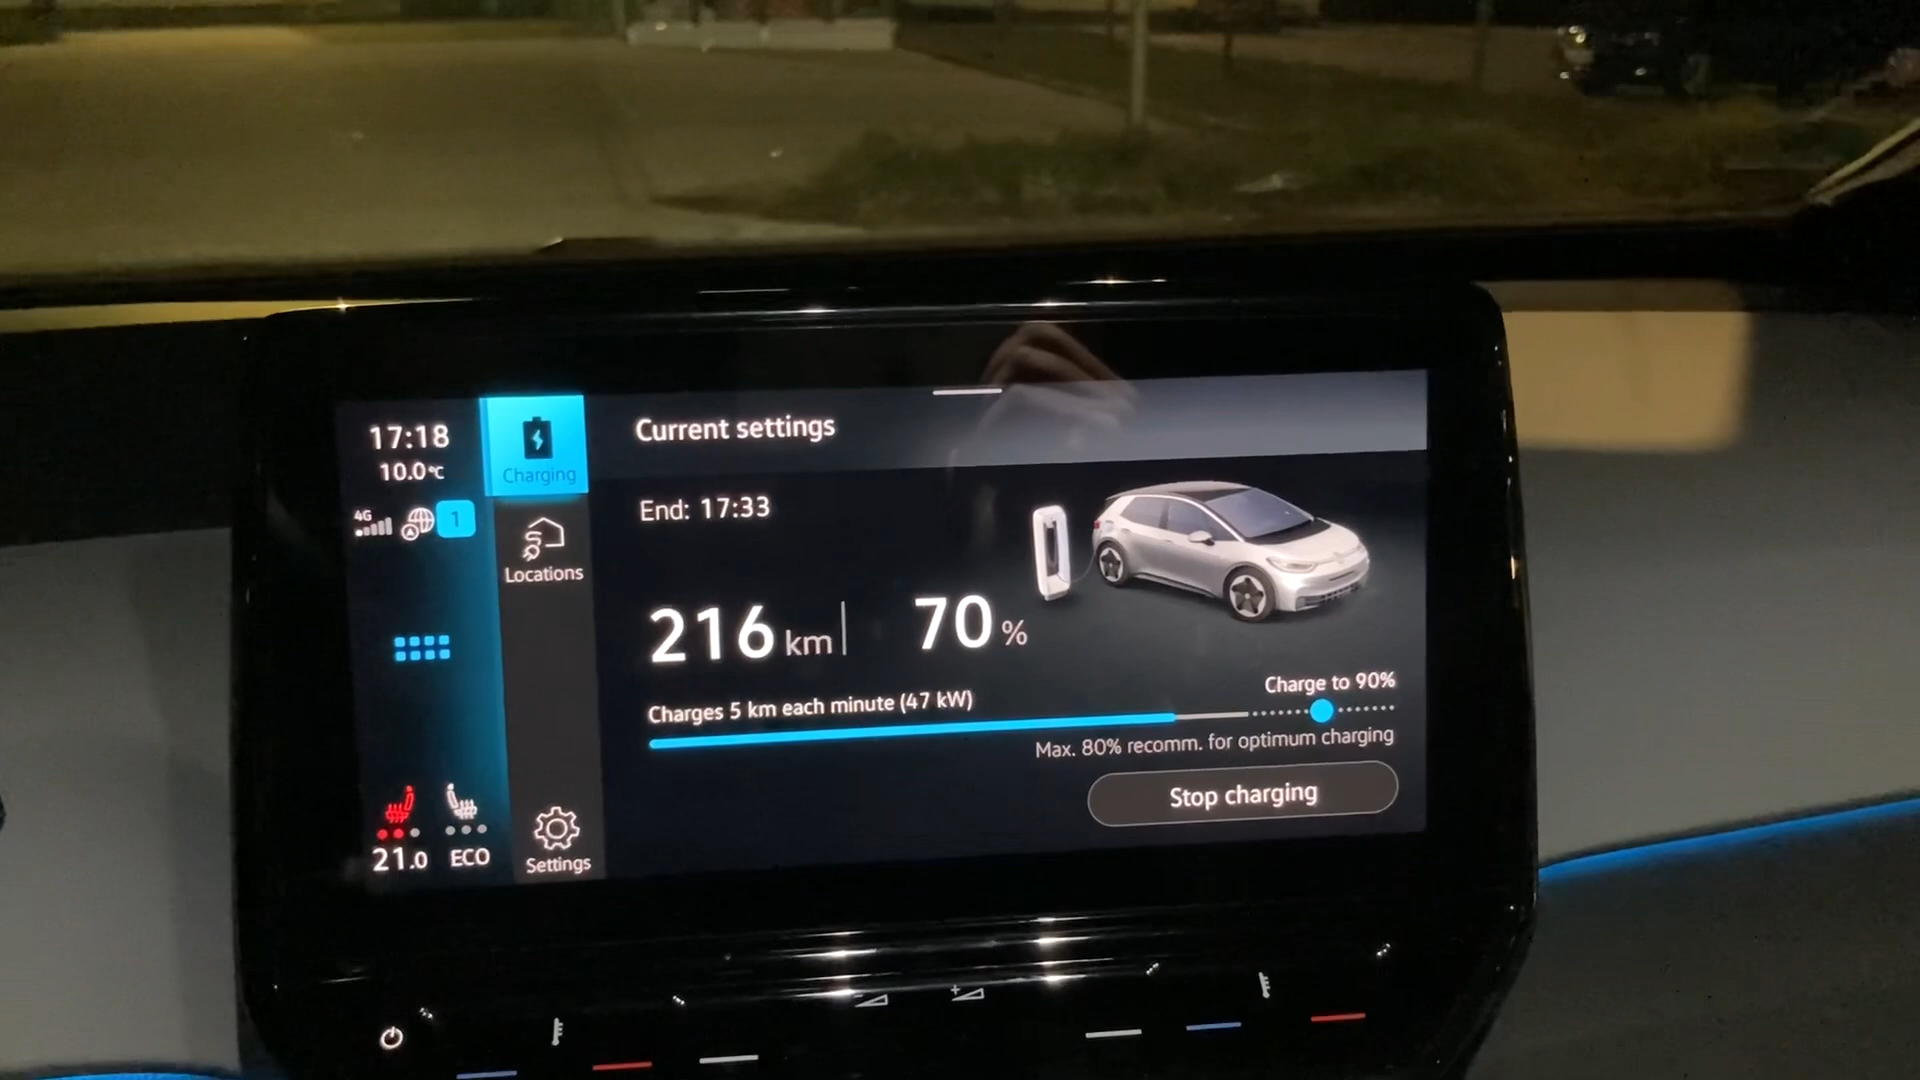 17:18
10.0°C
4G
1
Charging
Locations
Settings
21.0
ECO
Current settings
End: 17:33
216 km
70 %
Charges 5 km each minute (47 kW)
Charge to 90%
Max. 80% recomm. for optimum charging
Stop charging